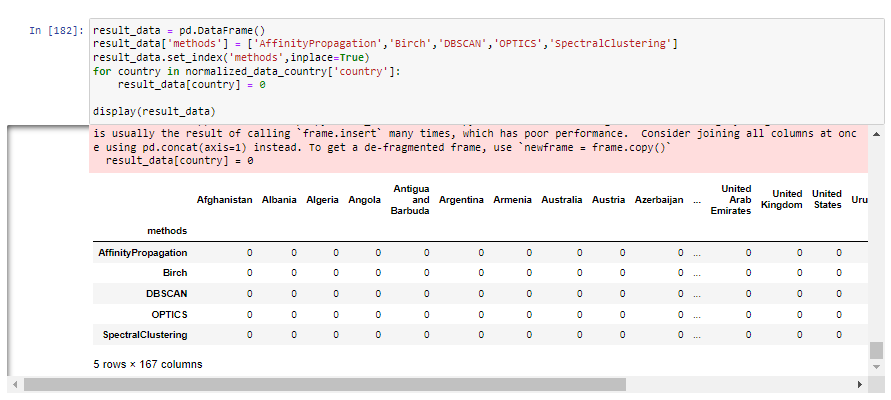 In [182]: result_data = pd.DataFrame()
result_data['methods'] = ['AffinityPropagation','Birch','DBSCAN','OPTICS','SpectralClustering']
result_data.set_index('methods',inplace=True)
for country in normalized_data_country['country']:
    result_data[country] = 0

display(result_data)
is usually the result of calling `frame.insert` many times, which has poor performance.  Consider joining all columns at onc
e using pd.concat(axis=1) instead. To get a de-fragmented frame, use `newframe = frame.copy()`
  result_data[country] = 0
Afghanistan Albania Algeria Angola Antigua and Barbuda Argentina Armenia Australia Austria Azerbaijan ... United Arab Emirates United Kingdom United States Uru
methods
AffinityPropagation 0 0 0 0 0 0 0 0 0 0 ... 0 0 0
Birch 0 0 0 0 0 0 0 0 0 0 ... 0 0 0
DBSCAN 0 0 0 0 0 0 0 0 0 0 ... 0 0 0
OPTICS 0 0 0 0 0 0 0 0 0 0 ... 0 0 0
SpectralClustering 0 0 0 0 0 0 0 0 0 0 ... 0 0 0
5 rows × 167 columns